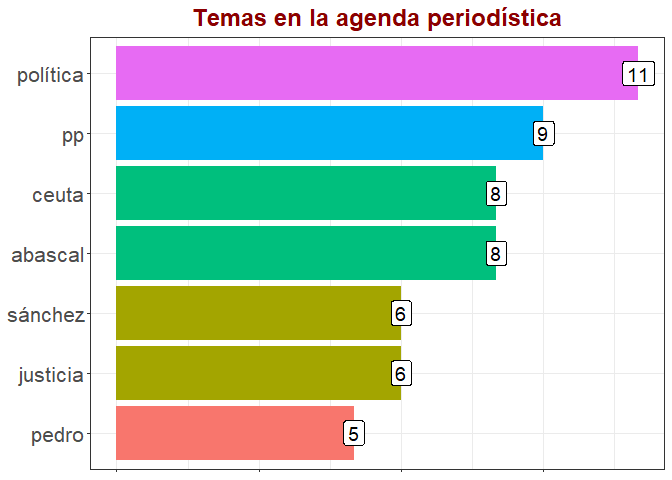 Temas en la agenda periodística
política
11
pp
9
ceuta
8
abascal
8
sánchez
6
justicia
6
pedro
5